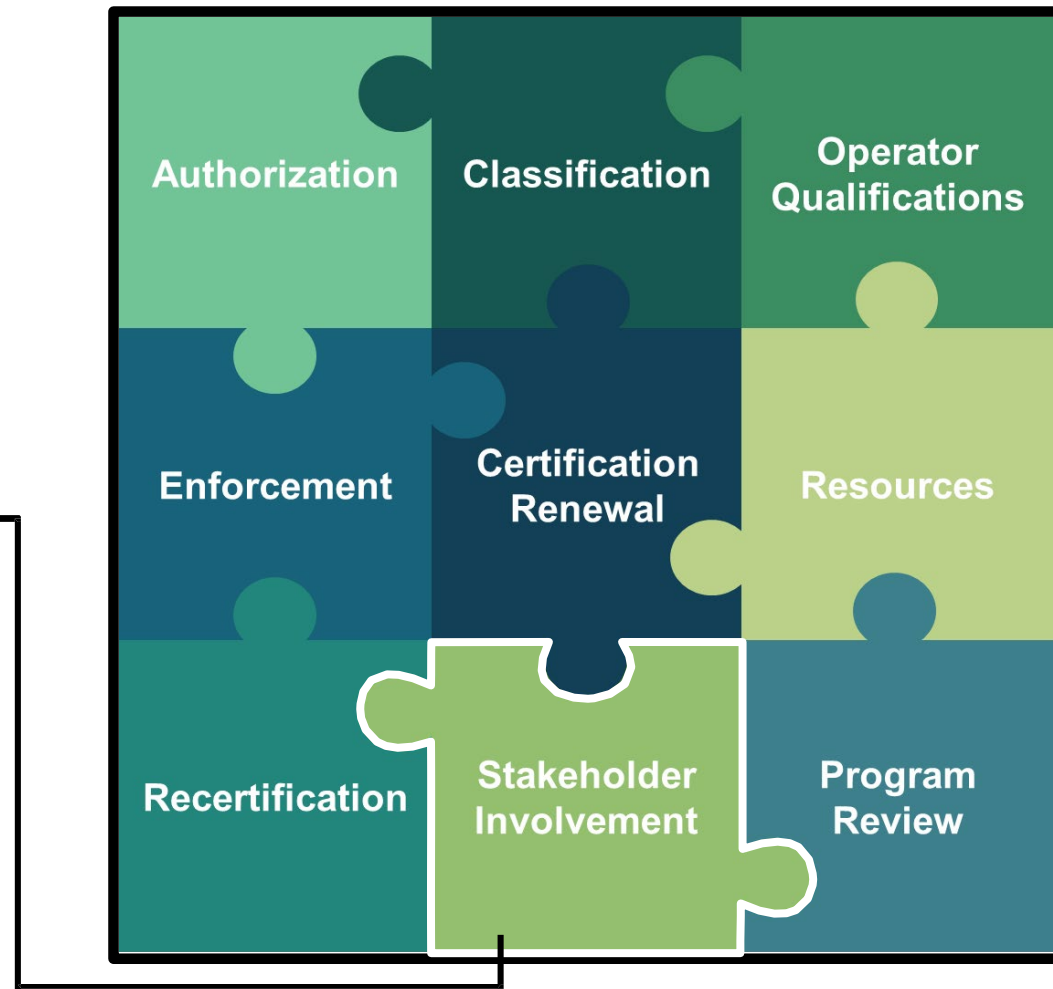 Authorization
Classification
Operator
Qualifications
Enforcement
Certification
Renewal
Resources
Recertification
Stakeholder
Involvement
Program
Review